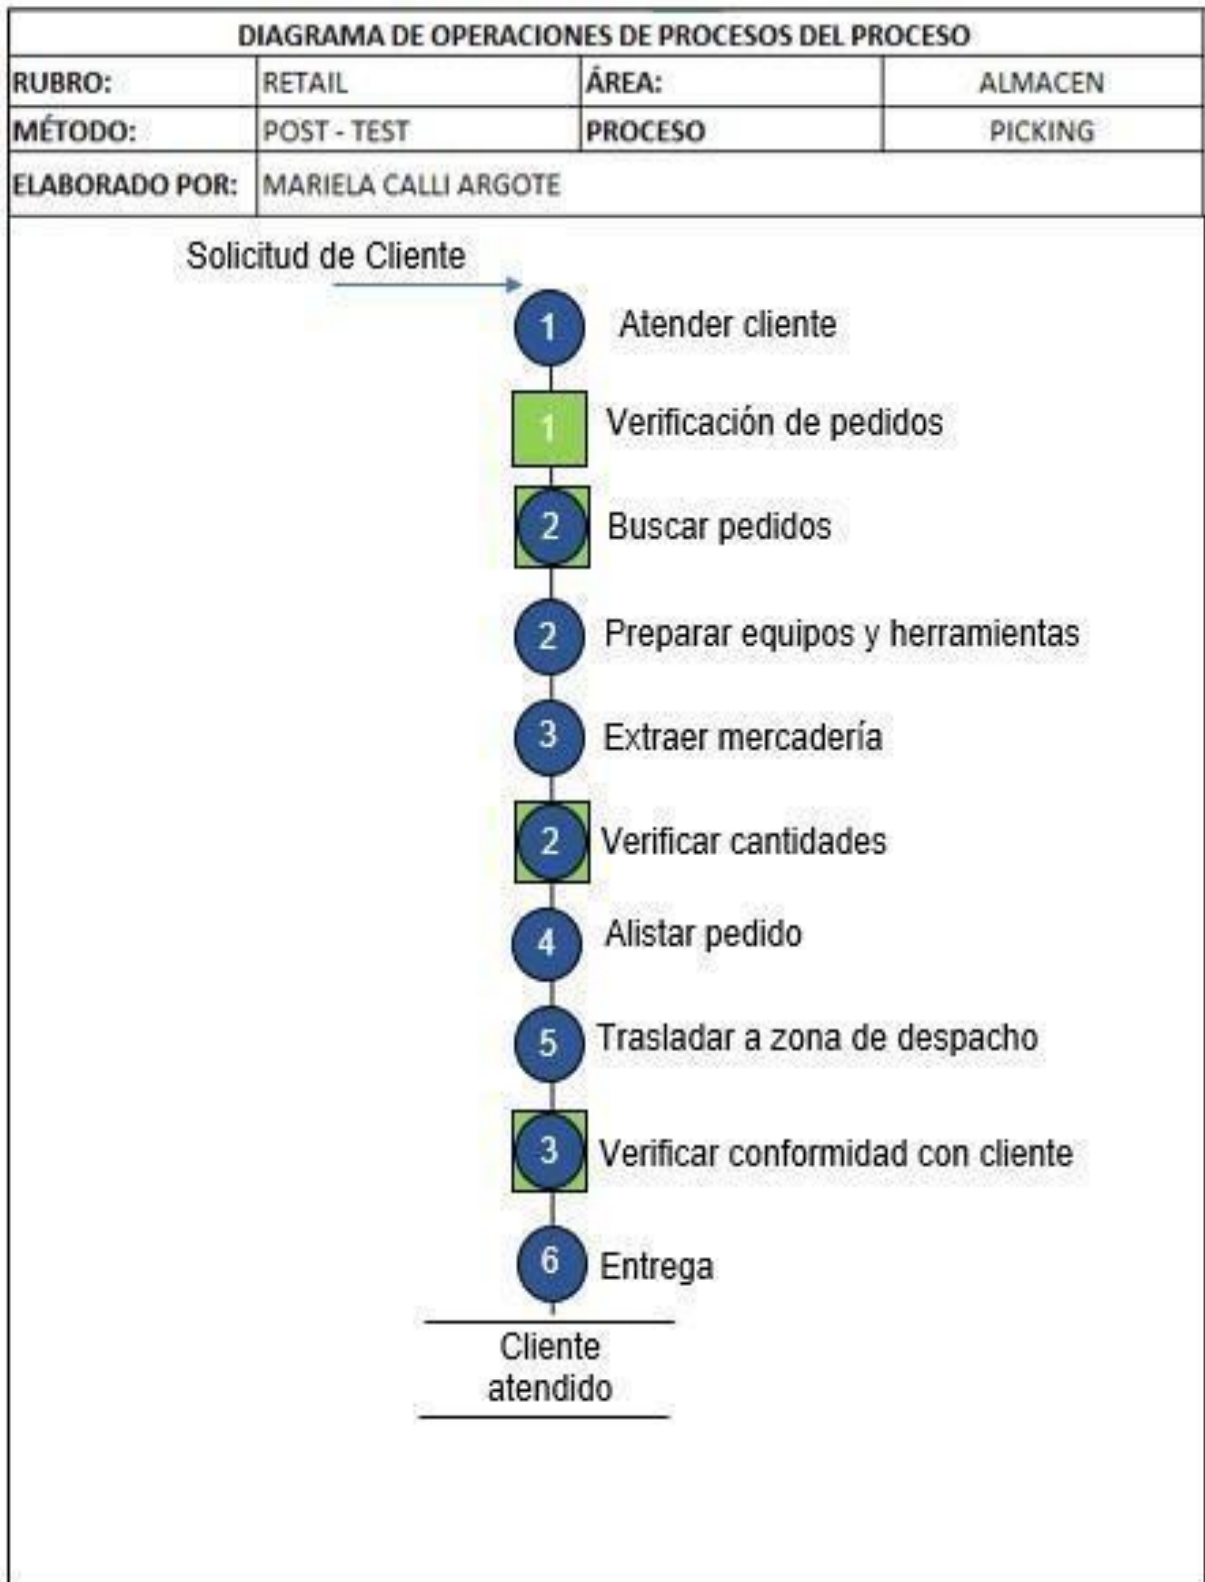 DIAGRAMA DE OPERACIONES DE PROCESOS DEL PROCESO
RUBRO: RETAIL ÁREA: ALMACEN
MÉTODO: POST - TEST PROCESO PICKING
ELABORADO POR: MARIELA CALLI ARGOTE
Solicitud de Cliente
1 Atender cliente
1 Verificación de pedidos
2 Buscar pedidos
2 Preparar equipos y herramientas
3 Extraer mercadería
2 Verificar cantidades
4 Alistar pedido
5 Trasladar a zona de despacho
3 Verificar conformidad con cliente
6 Entrega
Cliente
atendido